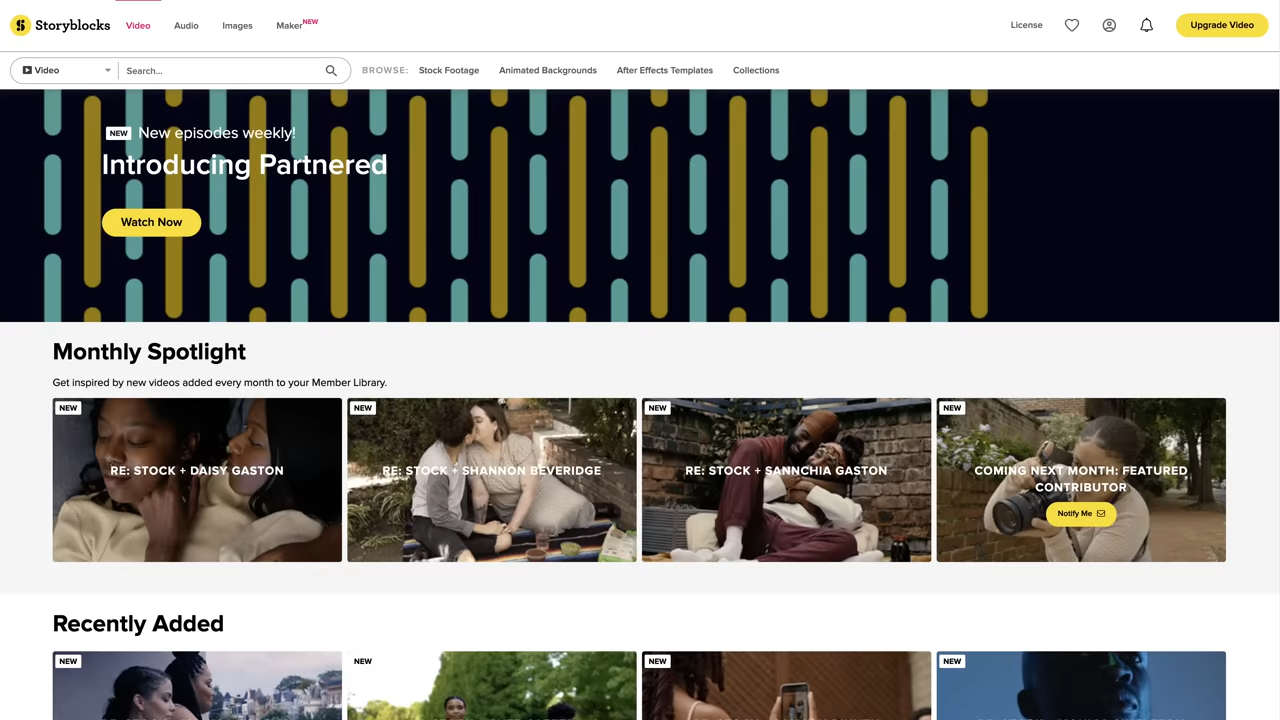 Storyblocks
Video
Audio
Images
Maker NEW
License
Upgrade Video
Video
Search...
BROWSE:
Stock Footage
Animated Backgrounds
After Effects Templates
Collections
NEW New episodes weekly!
Introducing Partnered
Watch Now
Monthly Spotlight
Get inspired by new videos added every month to your Member Library.
NEW
RE: STOCK + DAISY GASTON
NEW
RE: STOCK + SHANNON BEVERIDGE
NEW
RE: STOCK + SANNCHIA GASTON
NEW
COMING NEXT MONTH: FEATURED
CONTRIBUTOR
Notify Me
Recently Added
NEW
NEW
NEW
NEW